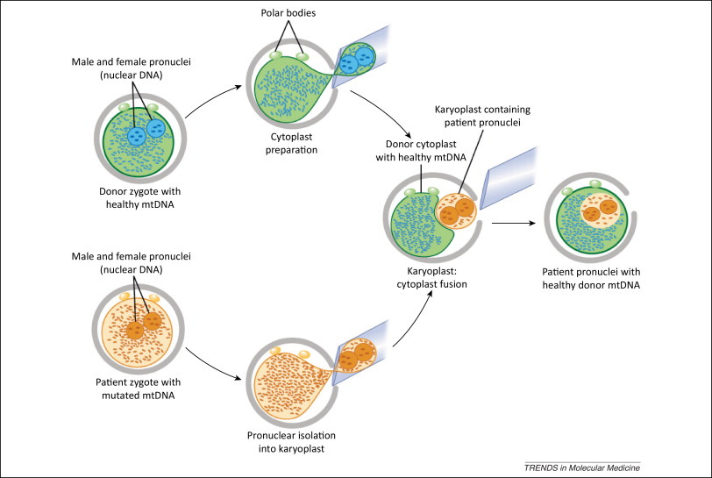 Polar bodies
Male and female pronuclei
(nuclear DNA)
Cytoplast
preparation
Donor zygote with
healthy mtDNA
Karyoplast containing
patient pronuclei
Donor cytoplast
with healthy mtDNA
Karyoplast:
cytoplast fusion
Patient pronuclei with
healthy donor mtDNA
Male and female pronuclei
(nuclear DNA)
Patient zygote with
mutated mtDNA
Pronuclear isolation
into karyoplast
TRENDS in Molecular Medicine